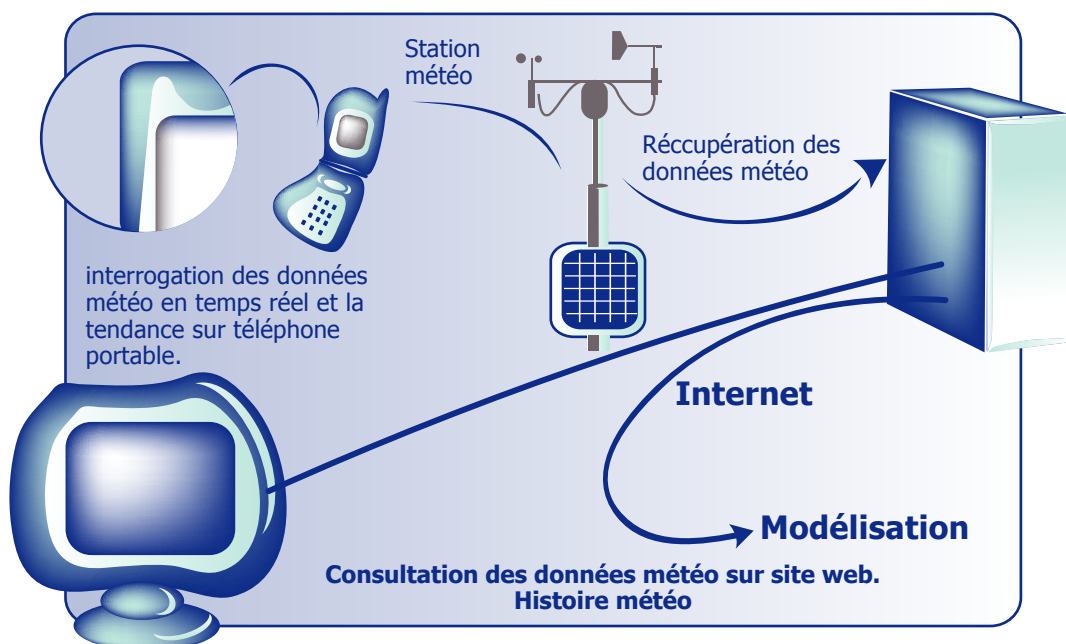 Station
météo
Réccupération des
données météo
interrogation des données
météo en temps réel et la
tendance sur téléphone
portable.
Internet
Modélisation
Consultation des données météo sur site web.
Histoire météo